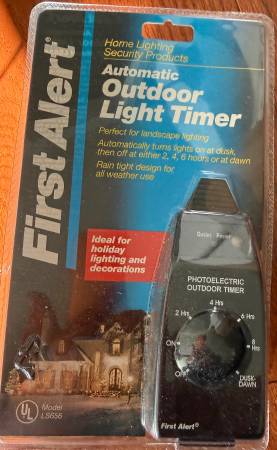 First Alert®
Home Lighting
Security Products
Automatic
Outdoor
Light Timer
Perfect for landscape lighting
Automatically turns lights on at dusk,
then off at either 2, 4, 6 hours or at dawn
Rain tight design for
all weather use
Ideal for
holiday
lighting and
decorations
UL
Model
LS656
Outlet Reset
PHOTOELECTRIC
OUTDOOR TIMER
4 Hrs
2 Hrs
6 Hrs
ON
8
Hrs
DUSK-
DAWN
First Alert®